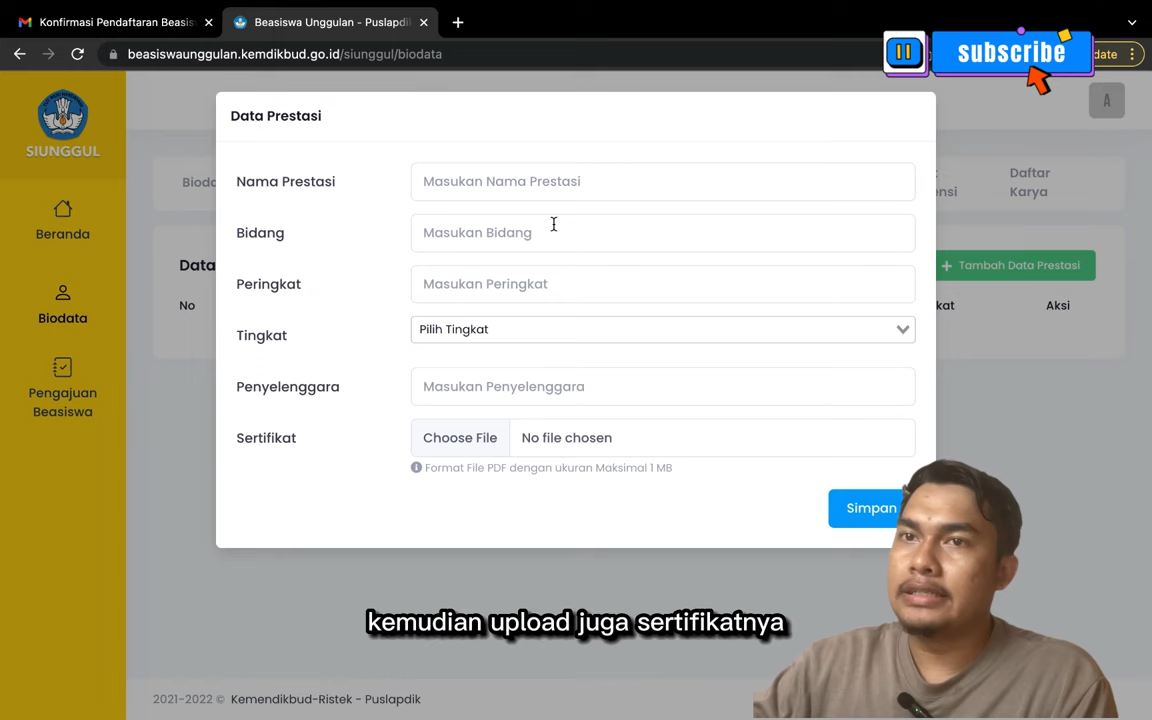 Konfirmasi Pendaftaran Beasis
Beasiswa Unggulan - Puslapdik
beasiswaunggulan.kemdikbud.go.id/siunggul/biodata
subscribe
date
SIUNGGUL
Beranda
Biodata
Pengajuan
Beasiswa
Bioda
Daftar
Karya
nsi
A
Data
Tambah Data Prestasi
No
kat
Aksi
Data Prestasi
Nama Prestasi
Masukan Nama Prestasi
Bidang
Masukan Bidang
Peringkat
Masukan Peringkat
Tingkat
Pilih Tingkat
Penyelenggara
Masukan Penyelenggara
Sertifikat
Choose File
No file chosen
Format File PDF dengan ukuran Maksimal 1 MB
Simpan
kemudian upload juga sertifikatnya
2021-2022 © Kemendikbud-Ristek - Puslapdik